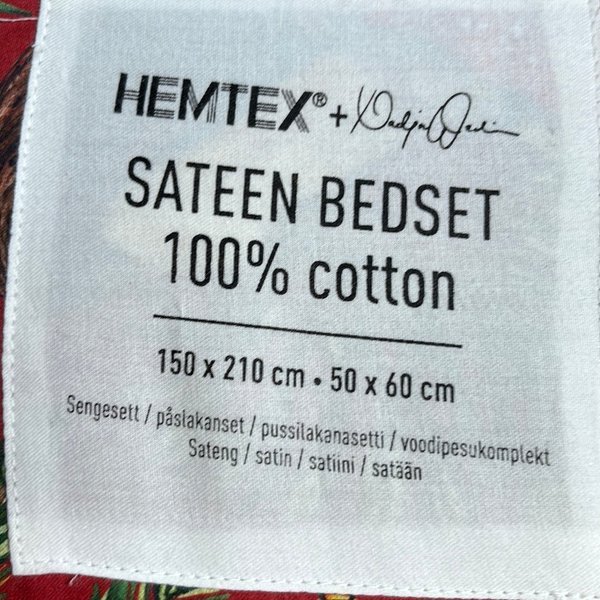 HEMTEX® +
SATEEN BEDSET
100% cotton
150 x 210 cm • 50 x 60 cm
Sengesett / påslakanset / pussilakanasetti / voodipesukomplekt
Sateng / satin / satiini / satään